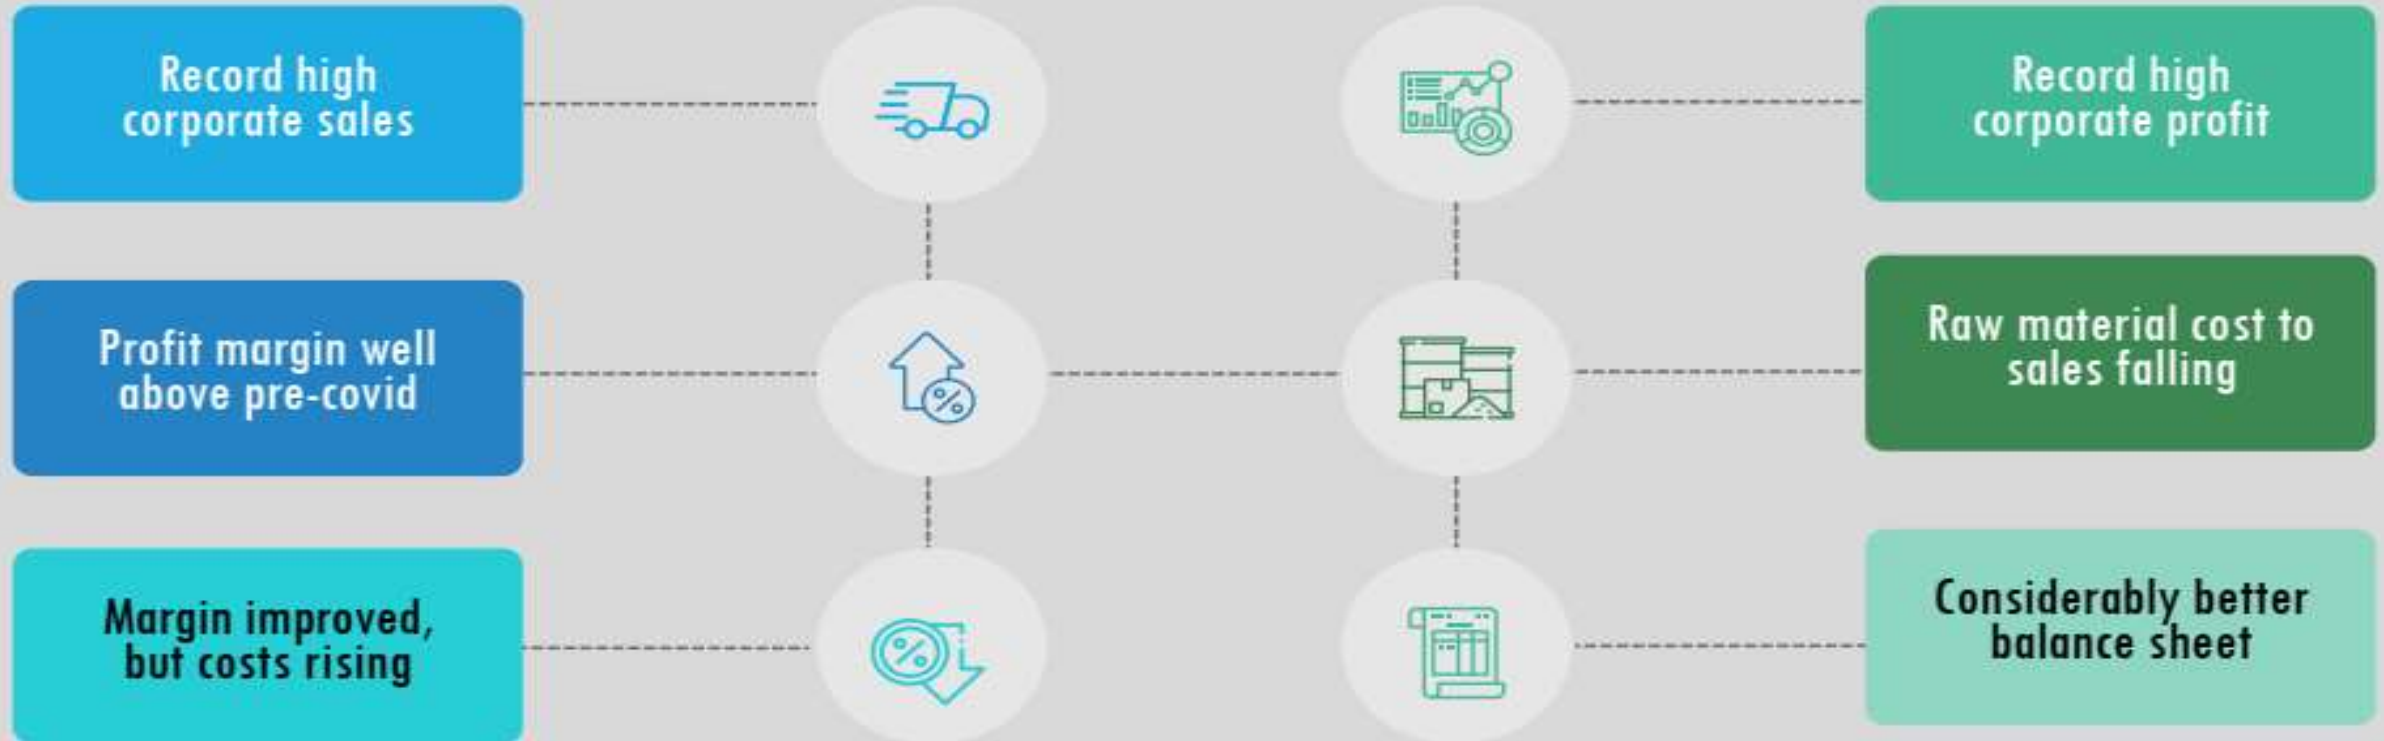 Record high
corporate sales
Record high
corporate profit
Profit margin well
above pre-covid
Raw material cost to
sales falling
Margin improved,
but costs rising
Considerably better
balance sheet